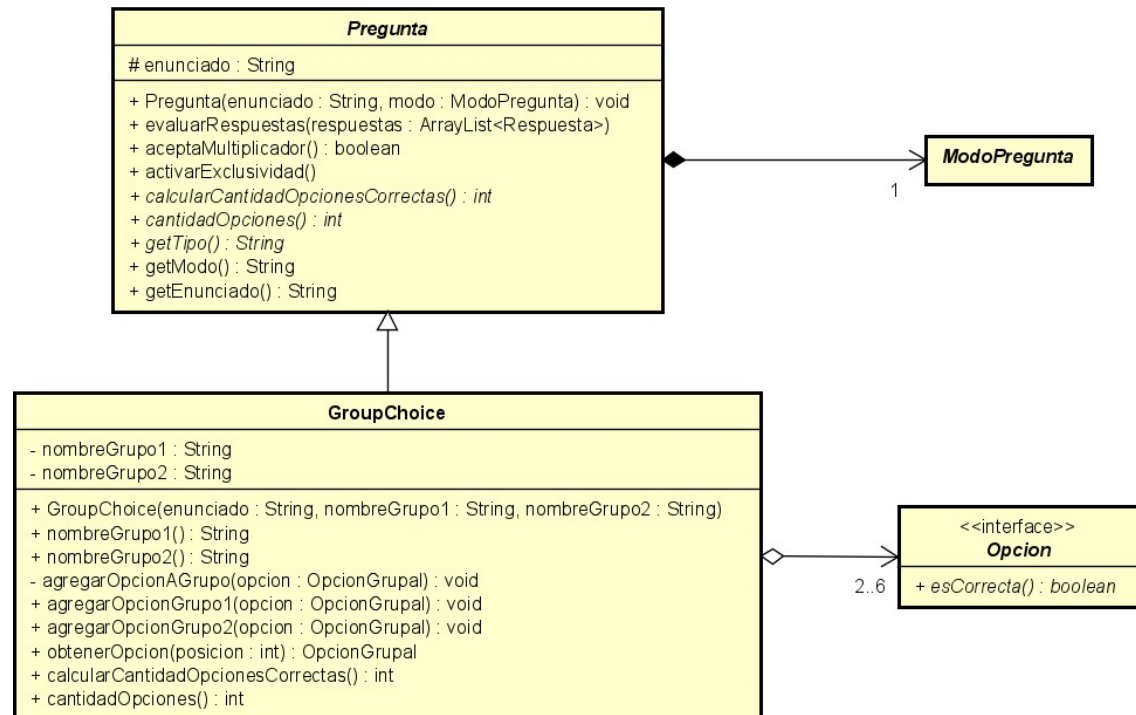 Pregunta
# enunciado : String
+ Pregunta(enunciado : String, modo : ModoPregunta) : void
+ evaluarRespuestas(respuestas : ArrayList<Respuesta>)
+ aceptaMultiplicador() : boolean
+ activarExclusividad()
+ calcularCantidadOpcionesCorrectas() : int
+ cantidadOpciones() : int
+ getTipo() : String
+ getModo() : String
+ getEnunciado() : String
ModoPregunta
1
GroupChoice
- nombreGrupo1 : String
- nombreGrupo2 : String
+ GroupChoice(enunciado : String, nombreGrupo1 : String, nombreGrupo2 : String)
+ nombreGrupo1() : String
+ nombreGrupo2() : String
- agregarOpcionAGrupo(opcion : OpcionGrupal) : void
+ agregarOpcionGrupo1(opcion : OpcionGrupal) : void
+ agregarOpcionGrupo2(opcion : OpcionGrupal) : void
+ obtenerOpcion(posicion : int) : OpcionGrupal
+ calcularCantidadOpcionesCorrectas() : int
+ cantidadOpciones() : int
<<interface>>
Opcion
+ esCorrecta() : boolean
2..6